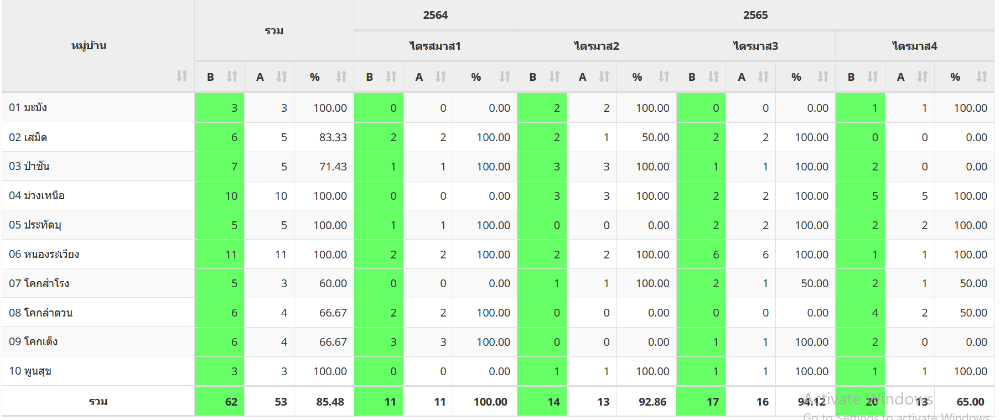 2564 2565
หมู่บ้าน รวม ไตรสมาส1 ไตรมาส2 ไตรมาส3 ไตรมาส4
B A % B A % B A % B A % B A %
01 มะมัง 3 3 100.00 0 0 0.00 2 2 100.00 0 0 0.00 1 1 100.00
02 เสม็ด 6 5 83.33 2 2 100.00 2 1 50.00 2 2 100.00 0 0 0.00
03 ป่าชัน 7 5 71.43 1 1 100.00 3 3 100.00 1 1 100.00 2 0 0.00
04 ม่วงเหนือ 10 10 100.00 0 0 0.00 3 3 100.00 2 2 100.00 5 5 100.00
05 ประทัดบุ 5 5 100.00 1 1 100.00 0 0 0.00 2 2 100.00 2 2 100.00
06 หนองระเวียง 11 11 100.00 2 2 100.00 2 2 100.00 6 6 100.00 1 1 100.00
07 โคกสำโรง 5 3 60.00 0 0 0.00 1 1 100.00 2 1 50.00 2 1 50.00
08 โคกลำดวน 6 4 66.67 2 2 100.00 0 0 0.00 0 0 0.00 4 2 50.00
09 โคกเต็ง 6 4 66.67 3 3 100.00 0 0 0.00 1 1 100.00 2 0 0.00
10 พูนสุข 3 3 100.00 0 0 0.00 1 1 100.00 1 1 100.00 1 1 100.00
รวม 62 53 85.48 11 11 100.00 14 13 92.86 17 16 94.12 20 13 65.00
Activate Windows
Go to Settings to activate Windows.